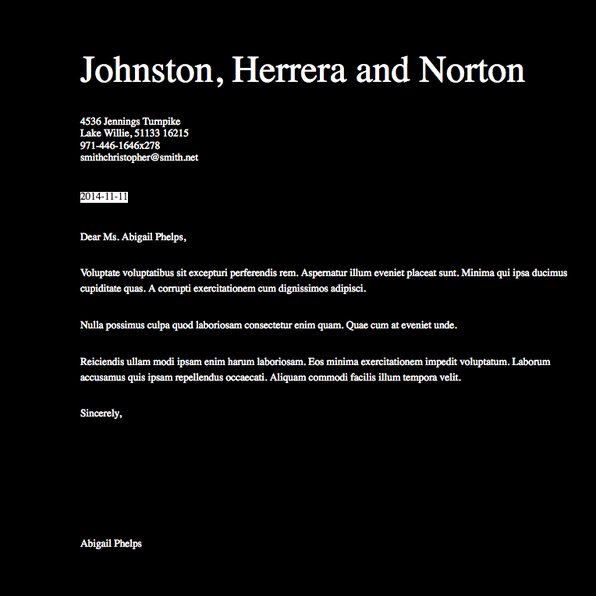 Johnston, Herrera and Norton
4536 Jennings Turnpike
Lake Willie, 51133 16215
971-446-1646x278
smithchristopher@smith.net
2014-11-11
Dear Ms. Abigail Phelps,
Voluptate voluptatibus sit excepturi perferendis rem. Aspernatur illum eveniet placeat sunt. Minima qui ipsa ducimus
cupiditate quas. A corrupti exercitationem cum dignissimos adipisci.
Nulla possimus culpa quod laboriosam consectetur enim quam. Quae cum at eveniet unde.
Reiciendis ullam modi ipsam enim harum laboriosam. Eos minima exercitationem impedit voluptatum. Laborum
accusamus quis ipsam repellendus occaecati. Aliquam commodi facilis illum tempora velit.
Sincerely,
Abigail Phelps